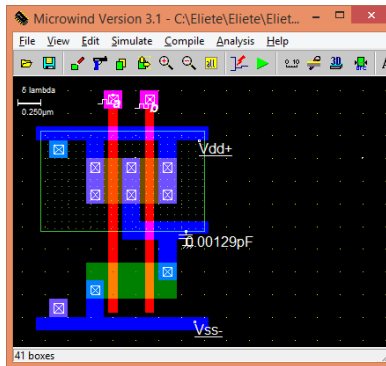 Microwind Version 3.1 - C:\Eliete\Eliete\Eliet...
File View Edit Simulate Compile Analysis Help
0.10 3D
5 lambda
0.250µm
a b
Vdd+
0.00129pF
Vss-
41 boxes